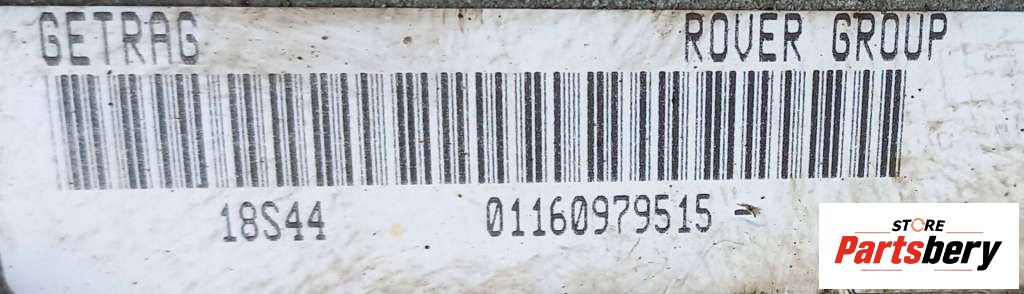 GETRAG ROVER GROUP
18S44 01160979515 -
STORE
Partsbery